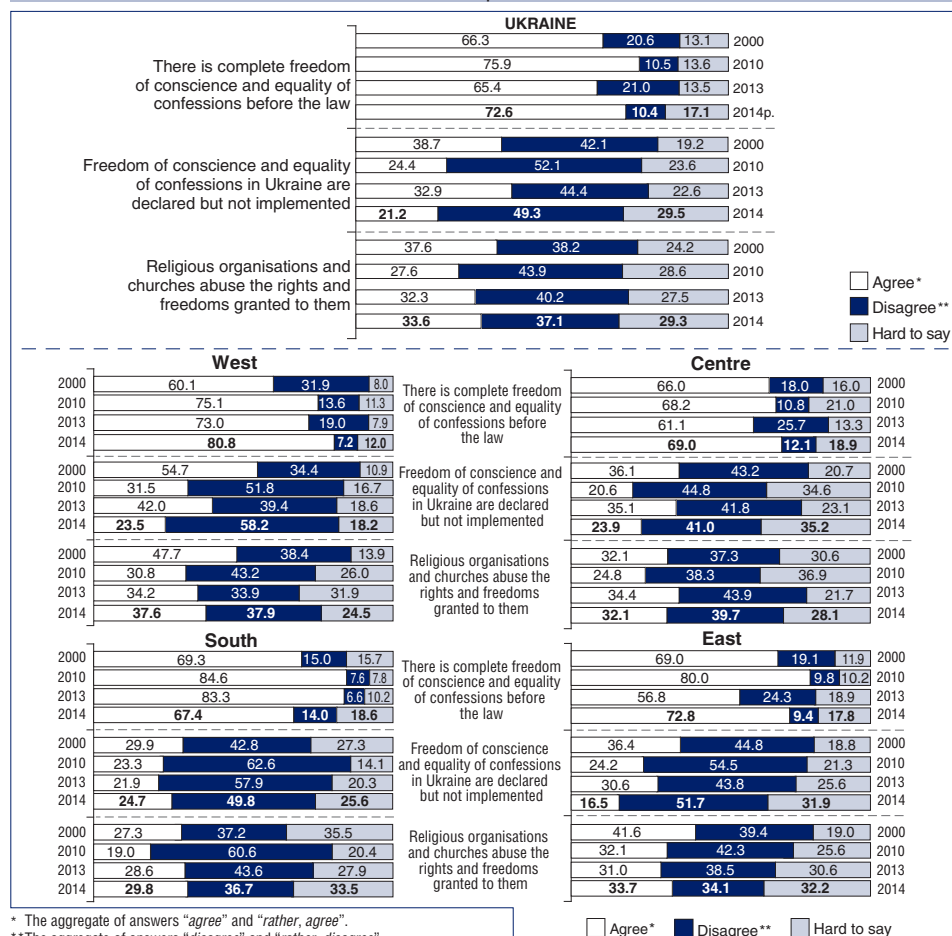 UKRAINE
There is complete freedom
of conscience and equality of
confessions before the law
66.3 20.6 13.1 2000
75.9 10.5 13.6 2010
65.4 21.0 13.5 2013
72.6 10.4 17.1 2014p.
Freedom of conscience and equality
of confessions in Ukraine are
declared but not implemented
38.7 42.1 19.2 2000
24.4 52.1 23.6 2010
32.9 44.4 22.6 2013
21.2 49.3 29.5 2014
Religious organisations and
churches abuse the rights and
freedoms granted to them
37.6 38.2 24.2 2000
27.6 43.9 28.6 2010
32.3 40.2 27.5 2013
33.6 37.1 29.3 2014
Agree*
Disagree**
Hard to say
West
2000 60.1 31.9 8.0
2010 75.1 13.6 11.3
2013 73.0 19.0 7.9
2014 80.8 7.2 12.0
2000 54.7 34.4 10.9
2010 31.5 51.8 16.7
2013 42.0 39.4 18.6
2014 23.5 58.2 18.2
2000 47.7 38.4 13.9
2010 30.8 43.2 26.0
2013 34.2 33.9 31.9
2014 37.6 37.9 24.5
There is complete freedom
of conscience and equality
of confessions before
the law
Freedom of conscience and
equality of confessions
in Ukraine are declared
but not implemented
Religious organisations
and churches abuse the
rights and freedoms
granted to them
Centre
66.0 18.0 16.0 2000
68.2 10.8 21.0 2010
61.1 25.7 13.3 2013
69.0 12.1 18.9 2014
36.1 43.2 20.7 2000
20.6 44.8 34.6 2010
35.1 41.8 23.1 2013
23.9 41.0 35.2 2014
32.1 37.3 30.6 2000
24.8 38.3 36.9 2010
34.4 43.9 21.7 2013
32.1 39.7 28.1 2014
South
2000 69.3 15.0 15.7
2010 84.6 7.6 7.8
2013 83.3 6.6 10.2
2014 67.4 14.0 18.6
2000 29.9 42.8 27.3
2010 23.3 62.6 14.1
2013 21.9 57.9 20.3
2014 24.7 49.8 25.6
2000 27.3 37.2 35.5
2010 19.0 60.6 20.4
2013 28.6 43.6 27.9
2014 29.8 36.7 33.5
There is complete freedom
of conscience and equality
of confessions before
the law
Freedom of conscience
and equality of confessions
in Ukraine are declared
but not implemented
Religious organisations
and churches abuse the
rights and freedoms
granted to them
East
69.0 19.1 11.9 2000
80.0 9.8 10.2 2010
56.8 24.3 18.9 2013
72.8 9.4 17.8 2014
36.4 44.8 18.8 2000
24.2 54.5 21.3 2010
30.6 43.8 25.6 2013
16.5 51.7 31.9 2014
41.6 39.4 19.0 2000
32.1 42.3 25.6 2010
31.0 38.5 30.6 2013
33.7 34.1 32.2 2014
* The aggregate of answers “agree” and “rather, agree”.
**The aggregate of answers “disagree” and “rather, disagree”.
Agree* Disagree** Hard to say